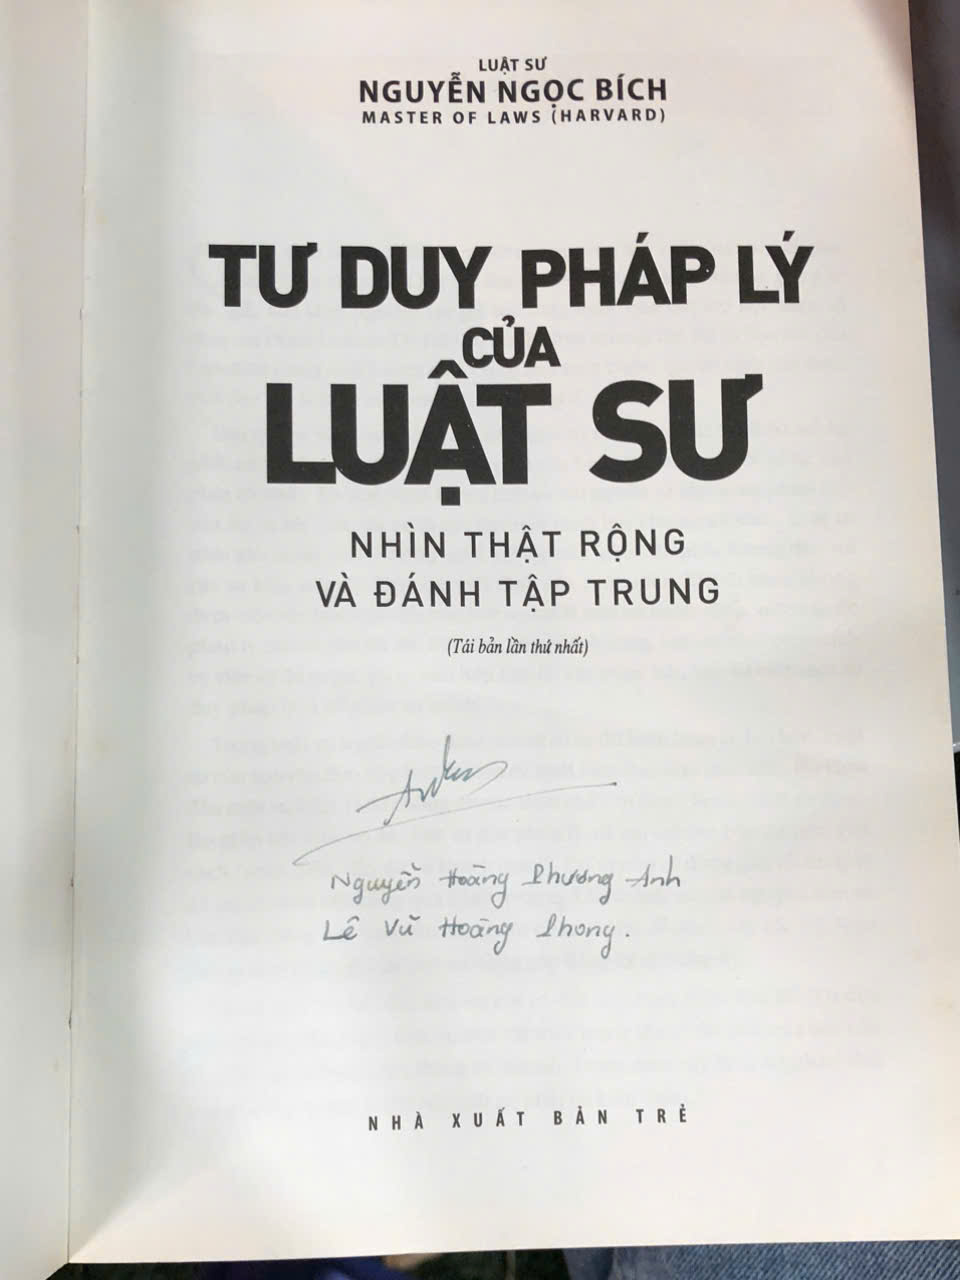 LUẬT SƯ
NGUYỄN NGỌC BÍCH
MASTER OF LAWS (HARVARD)
TƯ DUY PHÁP LÝ
CỦA
LUẬT SƯ
NHÌN THẬT RỘNG
VÀ ĐÁNH TẬP TRUNG
(Tái bản lần thứ nhất)
Nguyễn Hoàng Phương Anh
Lê Vũ Hoàng Phong.
NHÀ XUẤT BẢN TRẺ